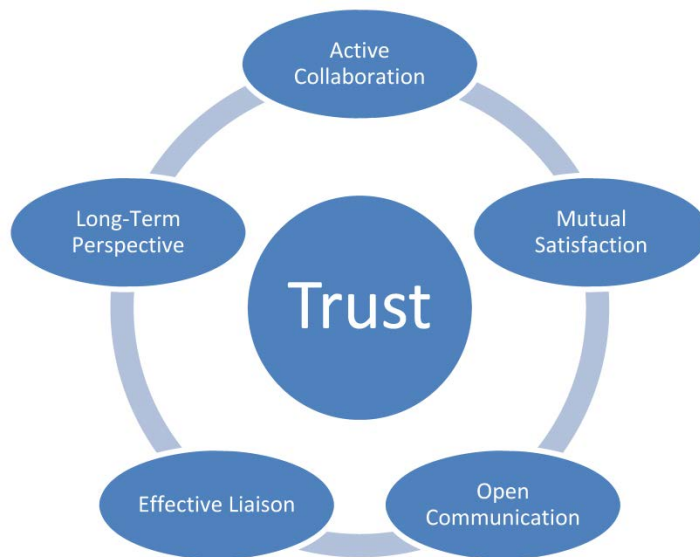 Active
Collaboration
Mutual
Satisfaction
Open
Communication
Effective Liaison
Long-Term
Perspective
Trust